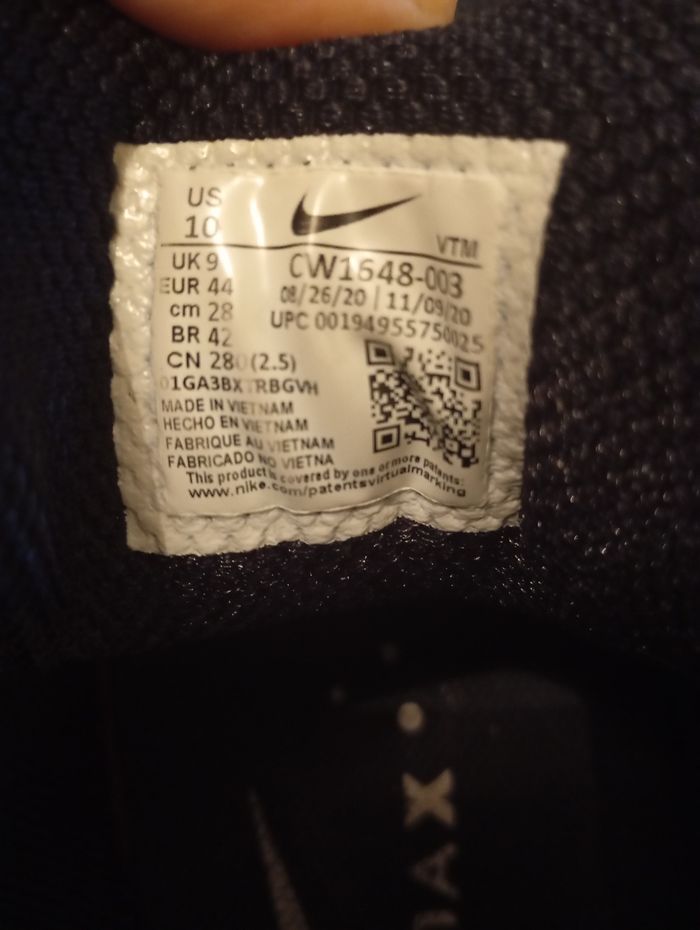 US
10
VTM
UK 9
EUR 44
cm 28
BR 42
CN 280 (2.5)
CW1648-003
08/26/20 | 11/09/20
UPC 00194955750025
MADE IN VIETNAM
HECHO EN VIETNAM
FABRIQUE AU VIETNAM
FABRICADO NO VIETNA
This product is covered by one or more patents:
www.nike.com/patentsvirtualmarking
MAX